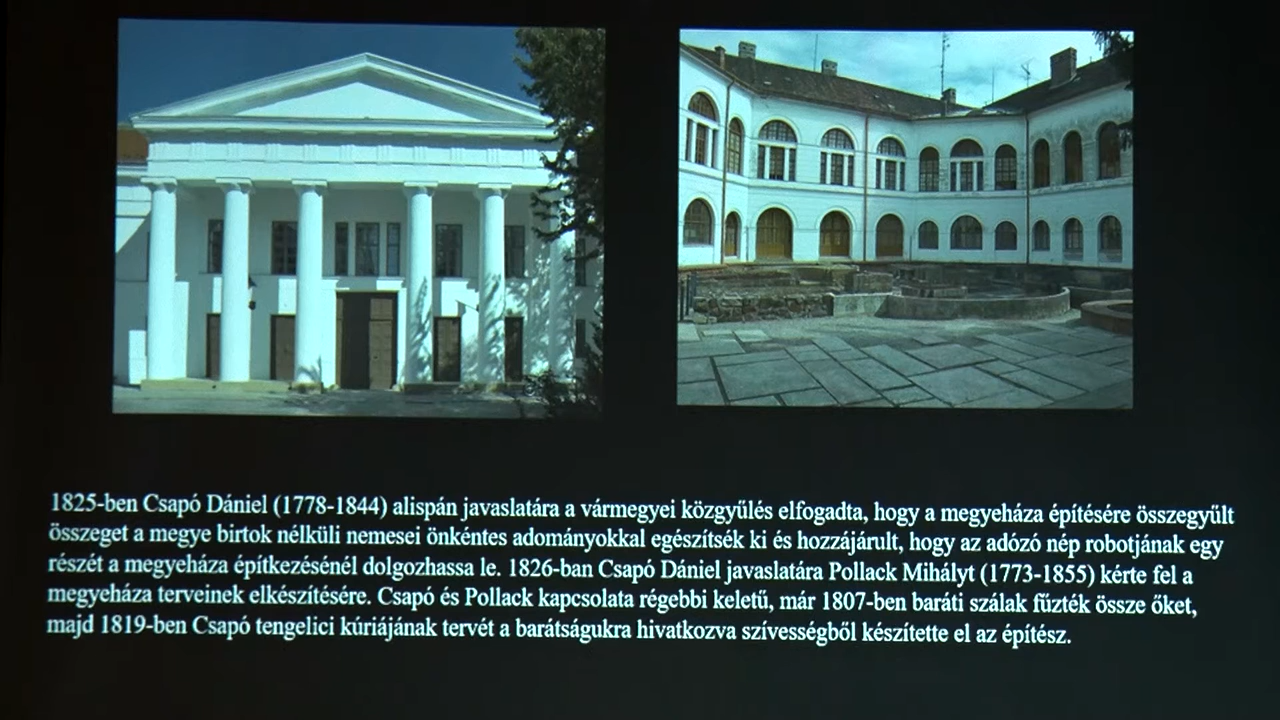 1825-ben Csapó Dániel (1778-1844) alispán javaslatára a vármegyei közgyűlés elfogadta, hogy a megyeháza építésére összegyűlt
összeget a megye birtok nélküli nemesei önkéntes adományokkal egészítsék ki és hozzájárult, hogy az adózó nép robotjának egy
részét a megyeháza építkezésénél dolgozhassa le. 1826-ban Csapó Dániel javaslatára Pollack Mihályt (1773-1855) kérte fel a
megyeháza terveinek elkészítésére. Csapó és Pollack kapcsolata régebbi keletű, már 1807-ben baráti szálak fűzték össze őket,
majd 1819-ben Csapó tengelici kúriájának tervét a barátságukra hivatkozva szívességből készítette el az építész.